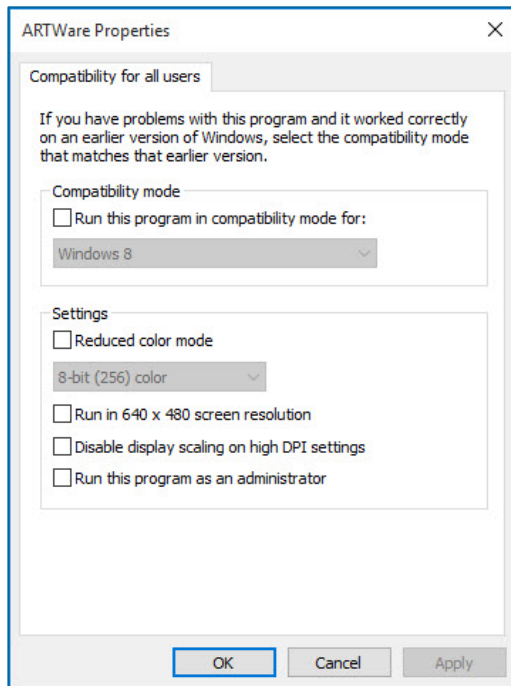 ARTWare Properties
Compatibility for all users
If you have problems with this program and it worked correctly
on an earlier version of Windows, select the compatibility mode
that matches that earlier version.
Compatibility mode
Run this program in compatibility mode for:
Windows 8
Settings
Reduced color mode
8-bit (256) color
Run in 640 x 480 screen resolution
Disable display scaling on high DPI settings
Run this program as an administrator
OK Cancel Apply